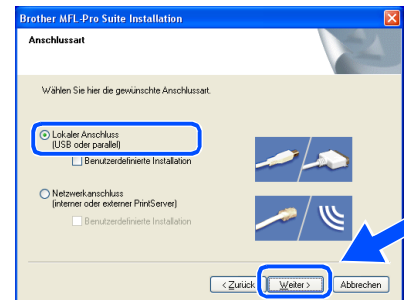 Brother MFL-Pro Suite Installation
Anschlussart
Wählen Sie hier die gewünschte Anschlussart.
Lokaler Anschluss
(USB oder parallel)
Benutzerdefinierte Installation
Netzwerkanschluss
(interner oder externer PrintServer)
Benutzerdefinierte Installation
< Zurück Weiter > Abbrechen